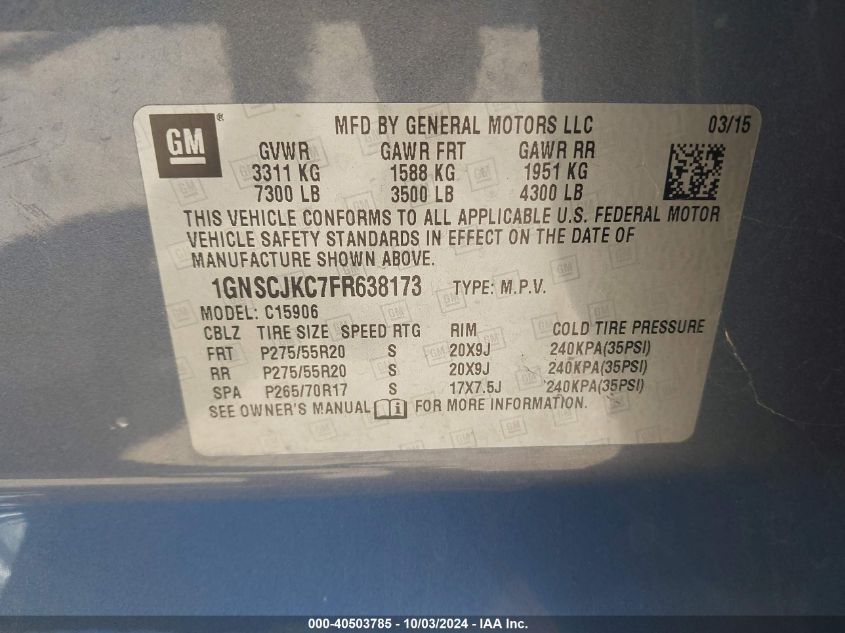 GM ®
MFD BY GENERAL MOTORS LLC 03/15
GVWR GAWR FRT GAWR RR
3311 KG 1588 KG 1951 KG
7300 LB 3500 LB 4300 LB
THIS VEHICLE CONFORMS TO ALL APPLICABLE U.S. FEDERAL MOTOR
VEHICLE SAFETY STANDARDS IN EFFECT ON THE DATE OF
MANUFACTURE SHOWN ABOVE.
1GNSCJKC7FR638173 TYPE: M.P.V.
MODEL: C15906
CBLZ TIRE SIZE SPEED RTG RIM COLD TIRE PRESSURE
FRT P275/55R20 S 20X9J 240KPA(35PSI)
RR P275/55R20 S 20X9J 240KPA(35PSI)
SPA P265/70R17 S 17X7.5J 240KPA(35PSI)
SEE OWNER'S MANUAL FOR MORE INFORMATION.
000-40503785 - 10/03/2024 - IAA Inc.